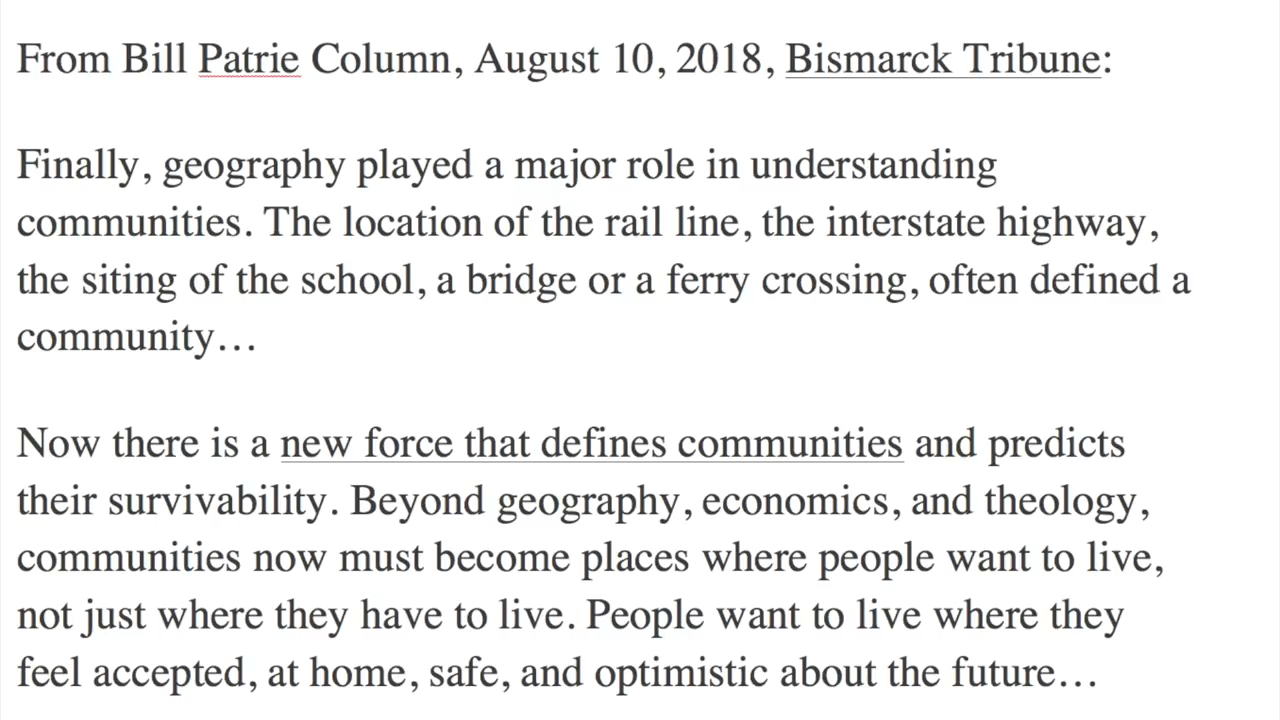 From Bill Patrie Column, August 10, 2018, Bismarck Tribune:
Finally, geography played a major role in understanding
communities. The location of the rail line, the interstate highway,
the siting of the school, a bridge or a ferry crossing, often defined a
community…
Now there is a new force that defines communities and predicts
their survivability. Beyond geography, economics, and theology,
communities now must become places where people want to live,
not just where they have to live. People want to live where they
feel accepted, at home, safe, and optimistic about the future…